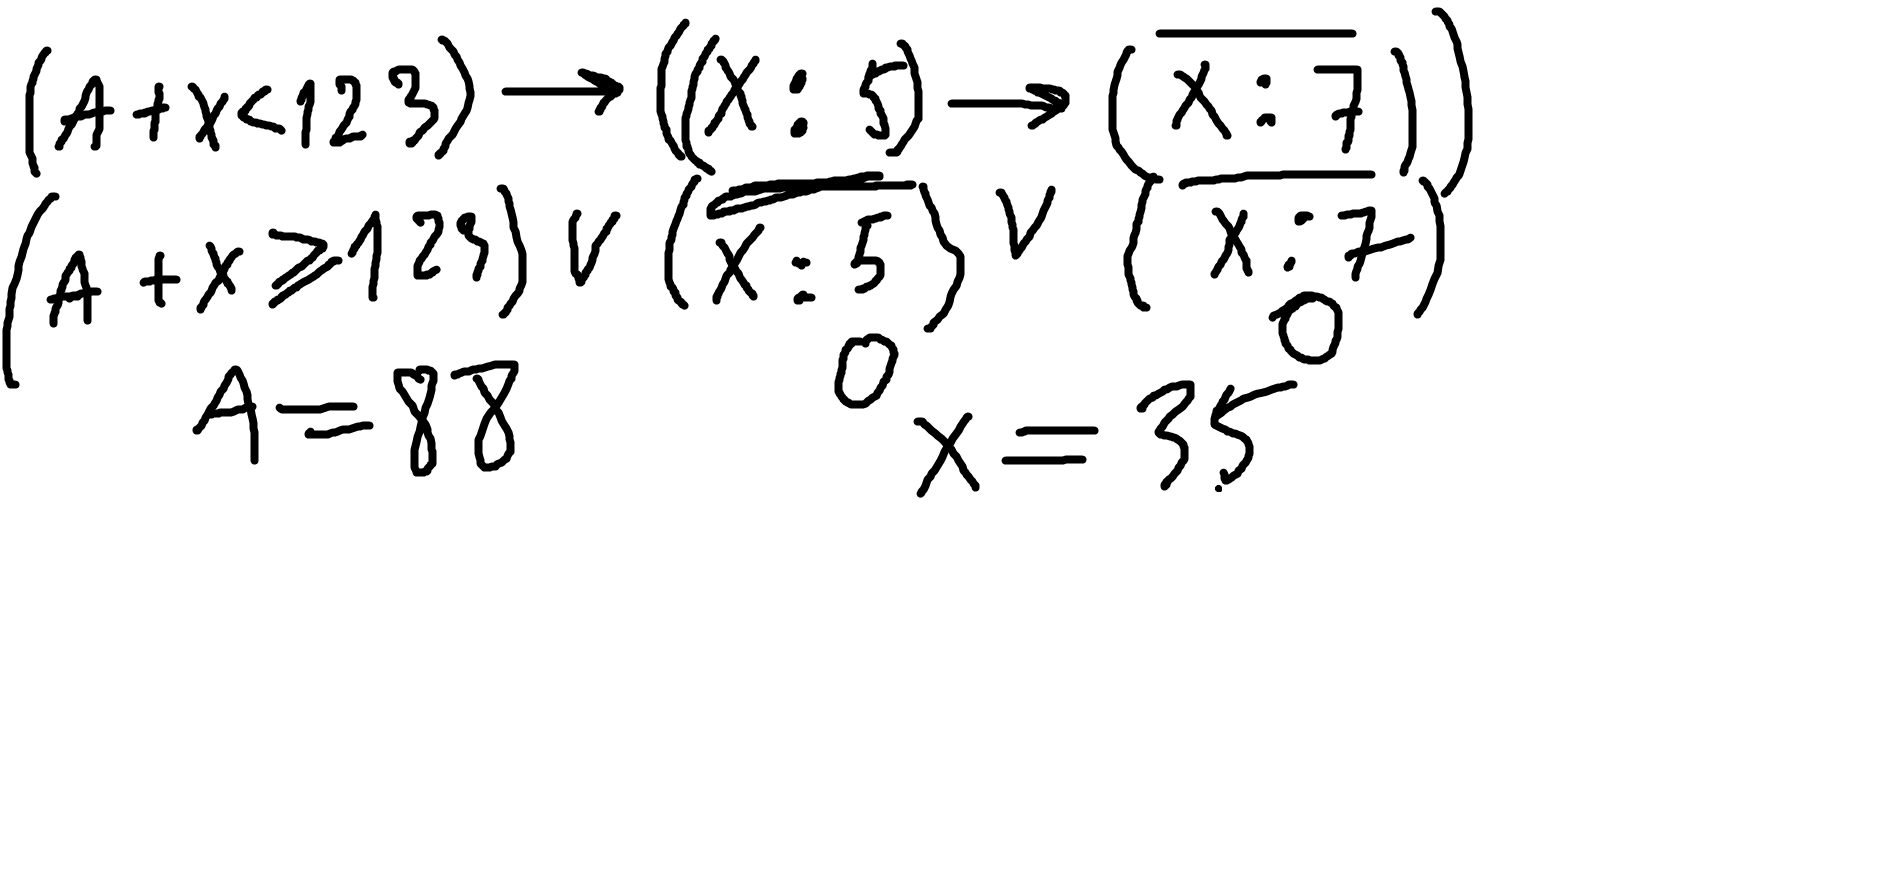 (A + x < 123) → ((x : 5) → (x̅ ̅:̅ ̅7̅))
(A + x ⩾ 123) V (x̅ ̅:̅ ̅5̅) V (x̅ ̅:̅ ̅7̅)
0 0
A = 88 x = 35